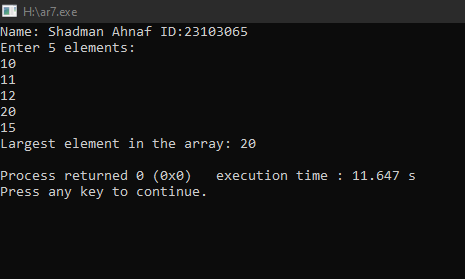 H:\ar7.exe
Name: Shadman Ahnaf ID:23103065
Enter 5 elements:
10
11
12
20
15
Largest element in the array: 20
Process returned 0 (0x0)   execution time : 11.647 s
Press any key to continue.